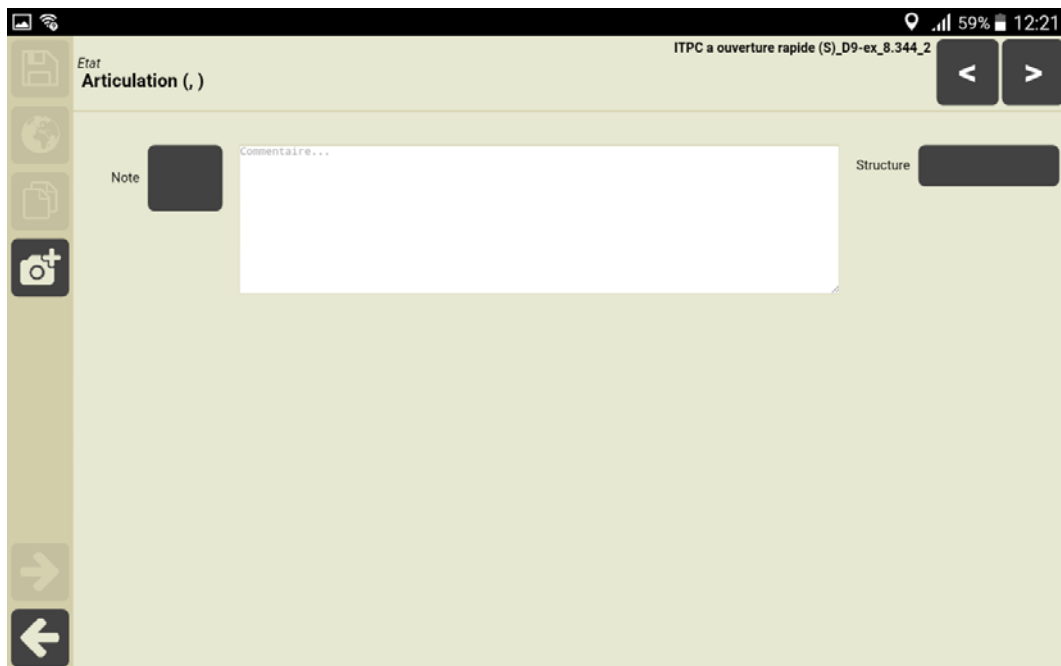 59% 12:21
ITPC a ouverture rapide (S)_D9-ex_8.344_2
Etat
Articulation (, )
< >
Note
Commentaire...
Structure